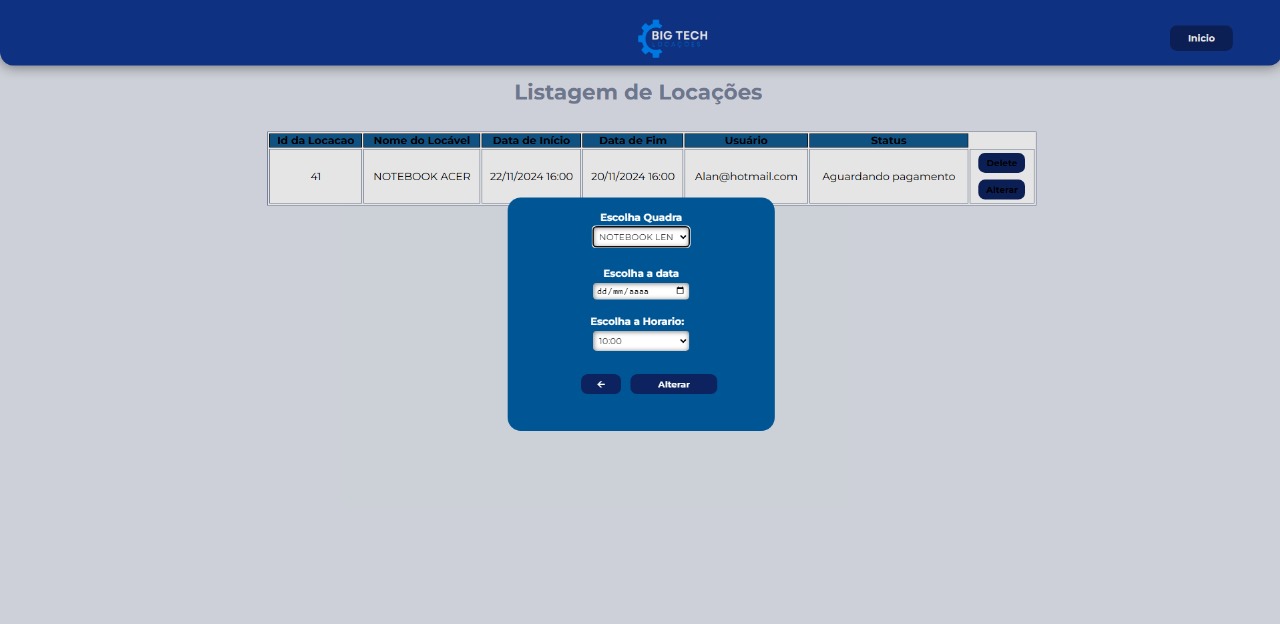 BIG TECH
LOCAÇÕES
Inicio
Listagem de Locações
Id da Locacao Nome do Locável Data de Início Data de Fim Usuário Status
41 NOTEBOOK ACER 22/11/2024 16:00 20/11/2024 16:00 Alan@hotmail.com Aguardando pagamento Delete
Alterar
Escolha Quadra
NOTEBOOK LEN
Escolha a data
dd/mm/aaaa
Escolha a Horario:
10:00
Alterar